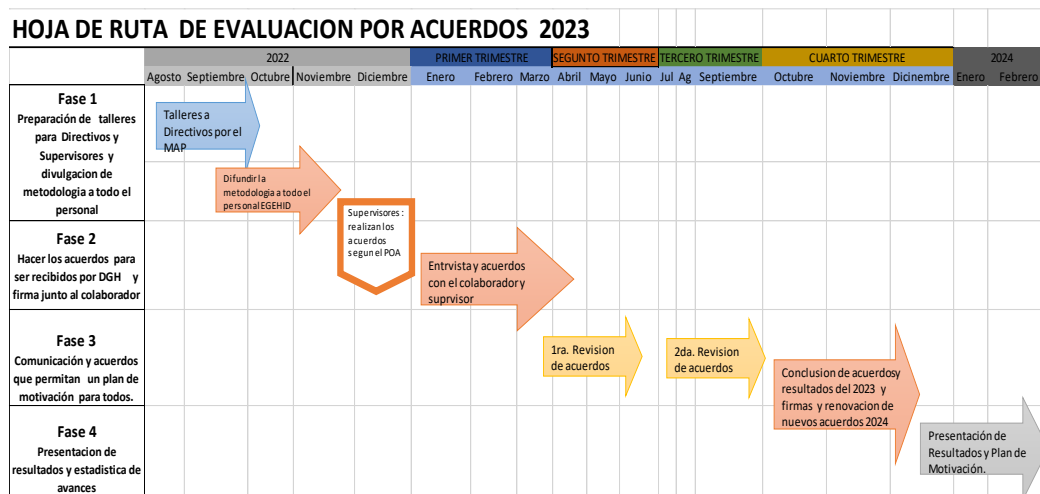 HOJA DE RUTA DE EVALUACION POR ACUERDOS 2023
2022
PRIMER TRIMESTRE
SEGUNTO TRIMESTRE
TERCERO TRIMESTRE
CUARTO TRIMESTRE
2024
Agosto Septiembre Octubre Noviembre Diciembre Enero Febrero Marzo Abril Mayo Junio Jul Ag Septiembre Octubre Noviembre Dicinembre Enero Febrero
Fase 1
Preparación de talleres
para Directivos y
Supervisores y
divulgacion de
metodologia a todo el
personal
Talleres a
Directivos por el
MAP
Difundir la
metodologia a todo el
personal EGEHID
Supervisores :
realizan los
acuerdos
segun el POA
Fase 2
Hacer los acuerdos para
ser recibidos por DGH y
firma junto al colaborador
Entrvista y acuerdos
con el colaborador y
suprvisor
Fase 3
Comunicación y acuerdos
que permitan un plan de
motivación para todos.
1ra. Revision
de acuerdos
2da. Revision
de acuerdos
Conclusion de acuerdos y
resultados del 2023 y
firmas y renovacion de
nuevos acuerdos 2024
Fase 4
Presentacion de
resultados y estadistica de
avances
Presentación de
Resultados y Plan de
Motivación.